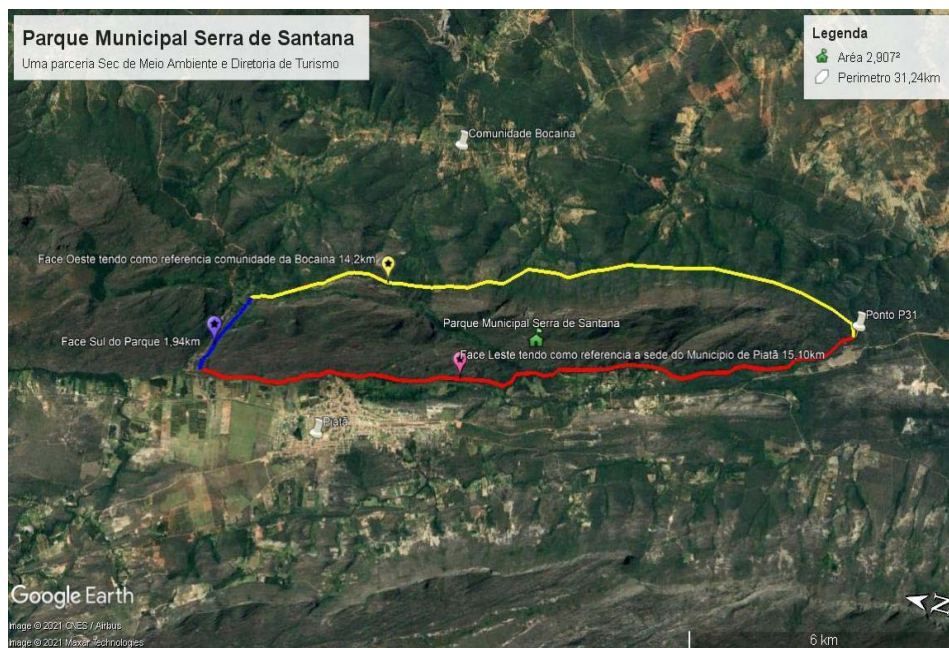 Parque Municipal Serra de Santana
Uma parceria Sec de Meio Ambiente e Diretoria de Turismo
Legenda
Aréa 2,907²
Perimetro 31,24km
Comunidade Bocaina
Face Oeste tendo como referencia comunidade da Bocaina 14,2km
Ponto P31
Parque Municipal Serra de Santana
Face Sul do Parque 1,94km
Face Leste tendo como referencia a sede do Municipio de Piatã 15,10km
Piatã
Google Earth
Image © 2021 CNES / Airbus
Image © 2021 Maxar Technologies
N
6 km